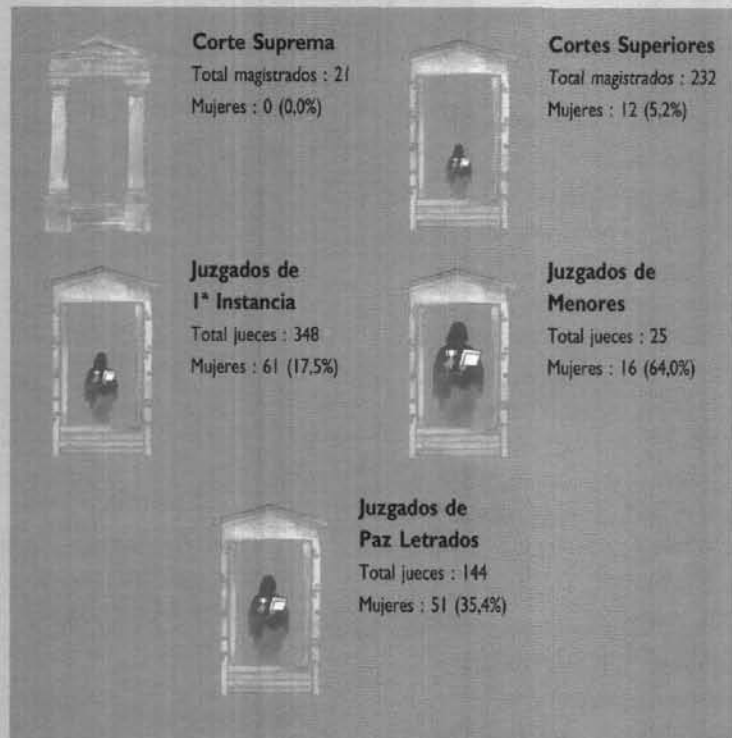 Corte Suprema
Total magistrados : 21
Mujeres : 0 (0,0%)
Cortes Superiores
Total magistrados : 232
Mujeres : 12 (5,2%)
Juzgados de
1ª Instancia
Total jueces : 348
Mujeres : 61 (17,5%)
Juzgados de
Menores
Total jueces : 25
Mujeres : 16 (64,0%)
Juzgados de
Paz Letrados
Total jueces : 144
Mujeres : 51 (35,4%)